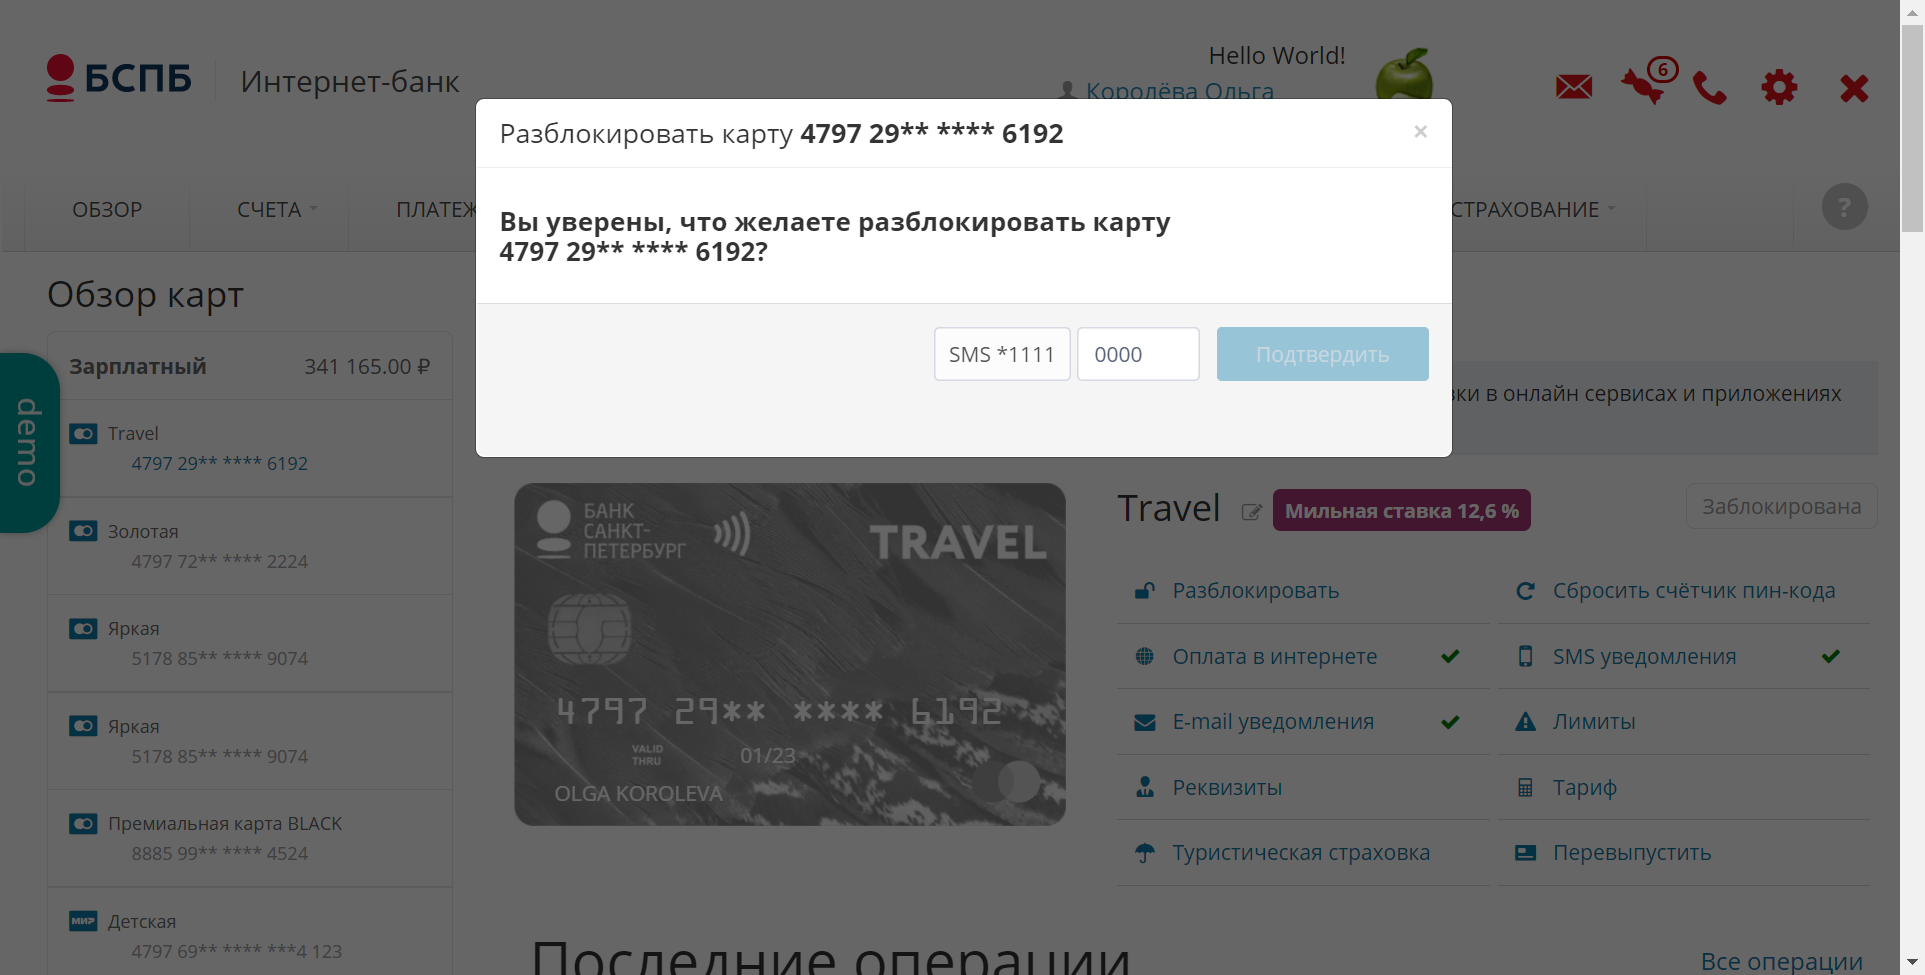 БСПБ
Интернет-банк
Hello World!
Королёва Ольга
6
ОБЗОР
СЧЕТА
ПЛАТЕЖ
СТРАХОВАНИЕ
?
Разблокировать карту 4797 29** **** 6192
×
Вы уверены, что желаете разблокировать карту
4797 29** **** 6192?
SMS *1111
0000
Подтвердить
demo
Обзор карт
Зарплатный
341 165.00 ₽
Travel
4797 29** **** 6192
Золотая
4797 72** **** 2224
Яркая
5178 85** **** 9074
Яркая
5178 85** **** 9074
Премиальная карта BLACK
8885 99** **** 4524
МИР
Детская
4797 69** **** ***4 123
в онлайн сервисах и приложениях
БАНК
САНКТ-
ПЕТЕРБУРГ
TRAVEL
4797 29** **** 6192
VALID
THRU
01/23
OLGA KOROLEVA
Travel
Мильная ставка 12,6 %
Заблокирована
Разблокировать
Сбросить счётчик пин-кода
Оплата в интернете
SMS уведомления
E-mail уведомления
Лимиты
Реквизиты
Тариф
Туристическая страховка
Перевыпустить
Последние операции
Все операции